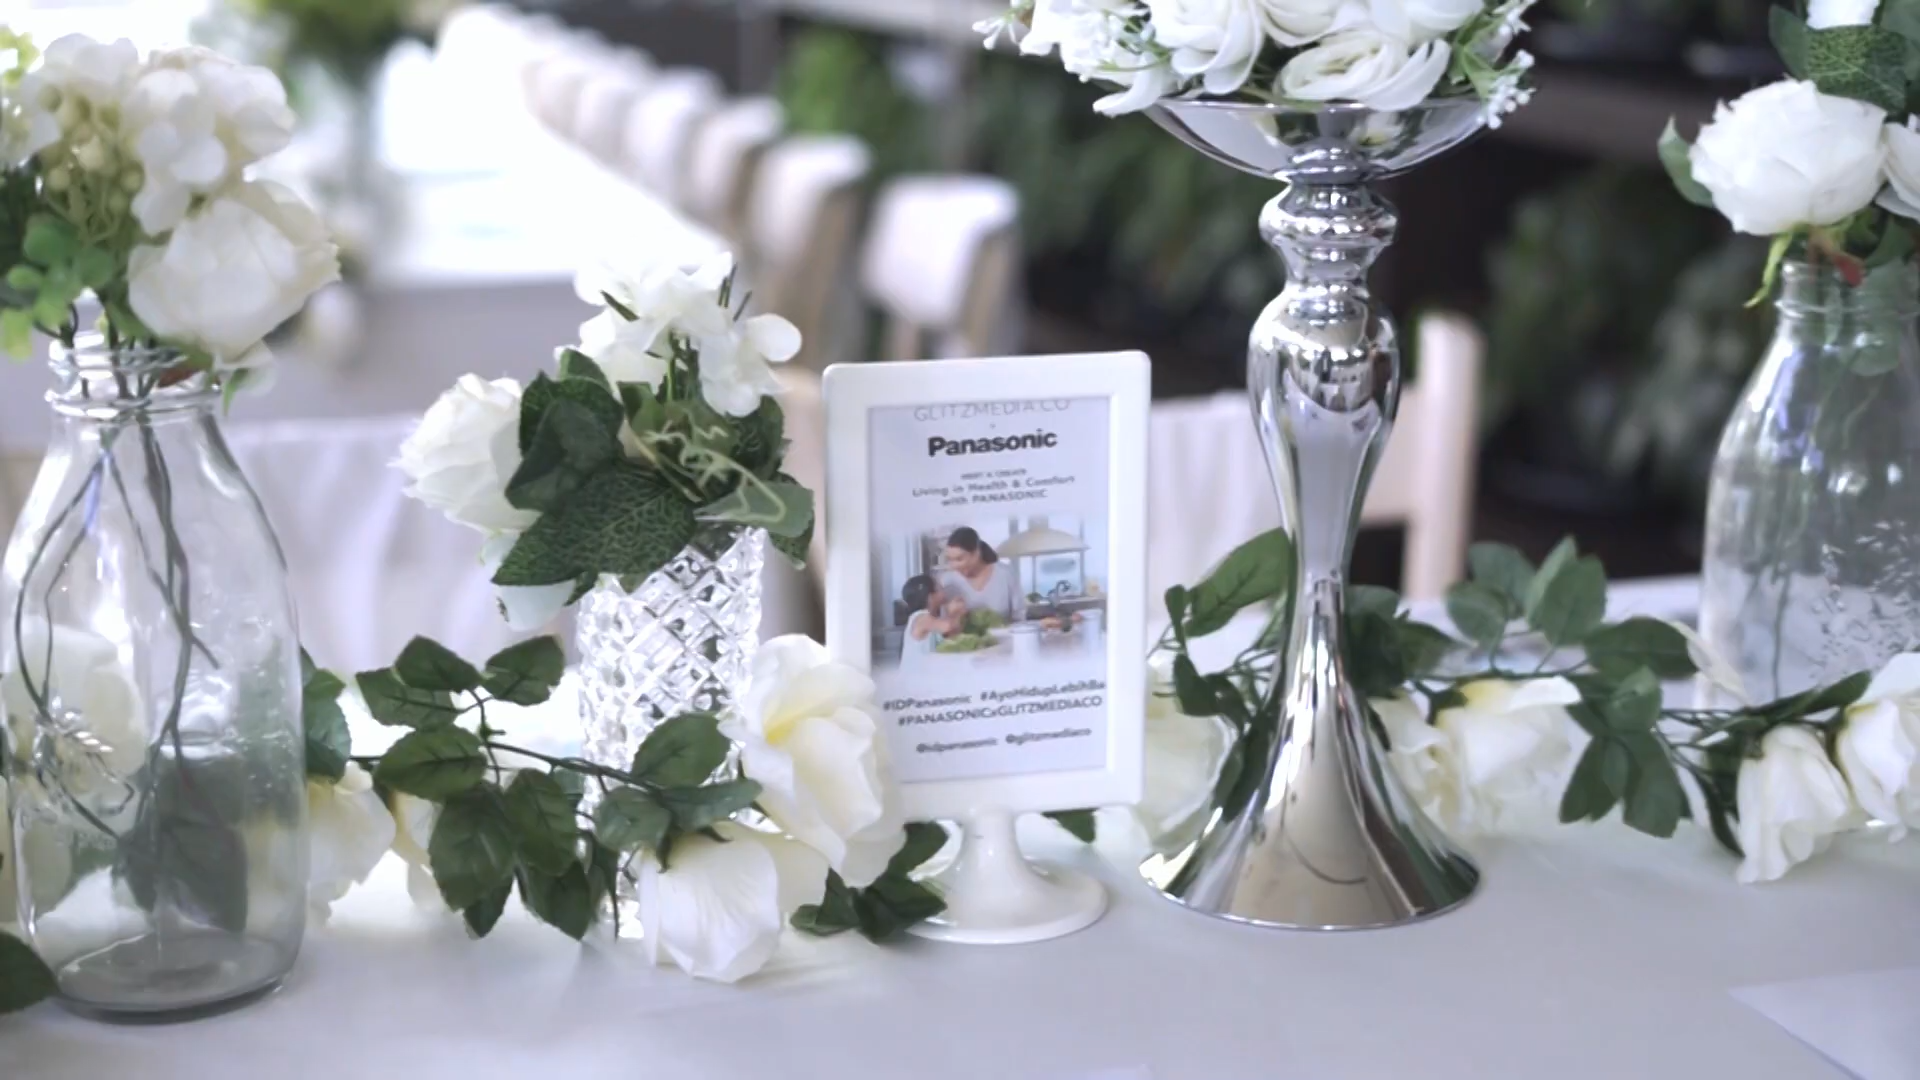 GLITZMEDIA.CO
x
Panasonic
MEET & CREATE
Living in Health & Comfort
with PANASONIC
#IDPanasonic #AyoHidupLebihBa
#PANASONICxGLITZMEDIACO
@idpanasonic @glitzmediaco